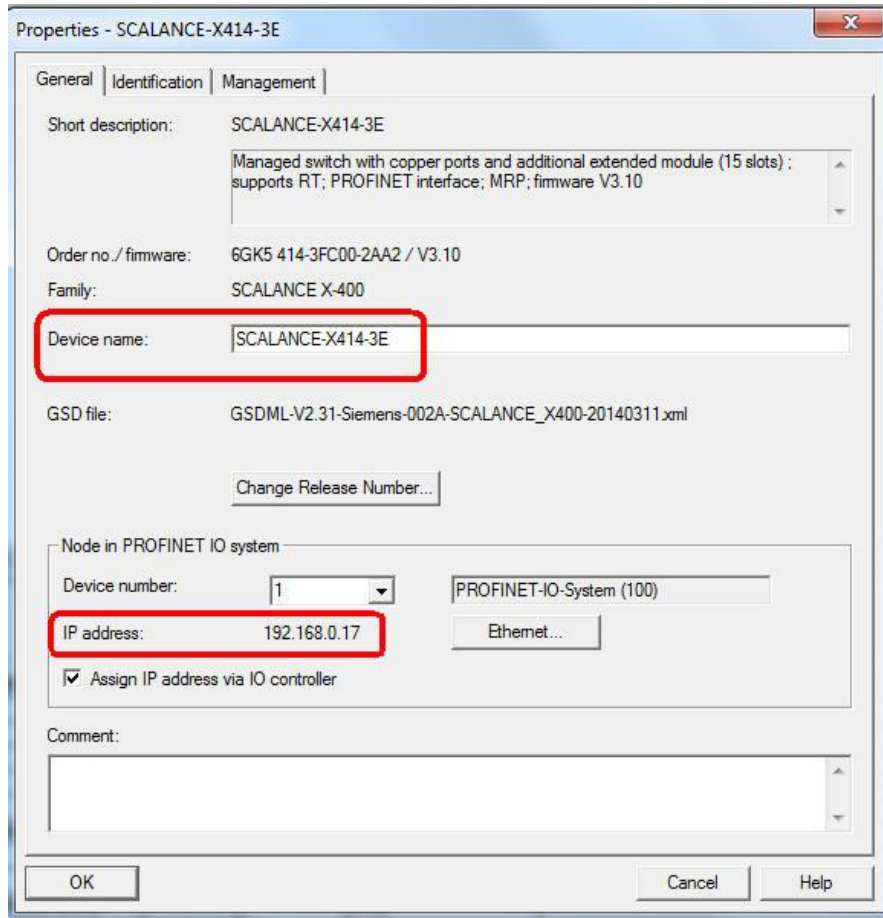 Properties - SCALANCE-X414-3E
General Identification Management
Short description: SCALANCE-X414-3E
Managed switch with copper ports and additional extended module (15 slots) ;
supports RT; PROFINET interface; MRP; firmware V3.10
Order no./ firmware: 6GK5 414-3FC00-2AA2 / V3.10
Family: SCALANCE X-400
Device name: SCALANCE-X414-3E
GSD file: GSDML-V2.31-Siemens-002A-SCALANCE_X400-20140311.xml
Change Release Number...
Node in PROFINET IO system
Device number: 1 PROFINET-IO-System (100)
IP address: 192.168.0.17 Ethernet...
Assign IP address via IO controller
Comment:
OK Cancel Help